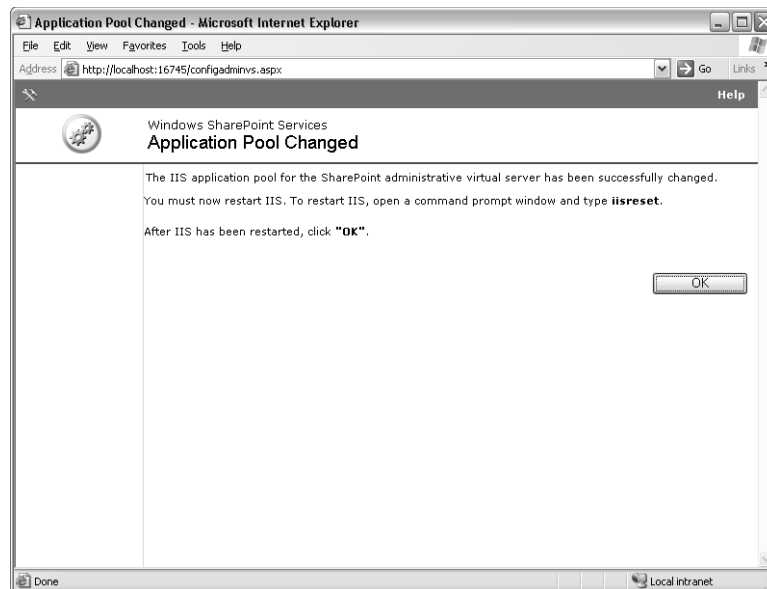 Application Pool Changed - Microsoft Internet Explorer
File Edit View Favorites Tools Help
Address http://localhost:16745/configadminvs.aspx Go Links
Help
Windows SharePoint Services
Application Pool Changed
The IIS application pool for the SharePoint administrative virtual server has been successfully changed.
You must now restart IIS. To restart IIS, open a command prompt window and type iisreset.
After IIS has been restarted, click "OK".
OK
Done Local intranet